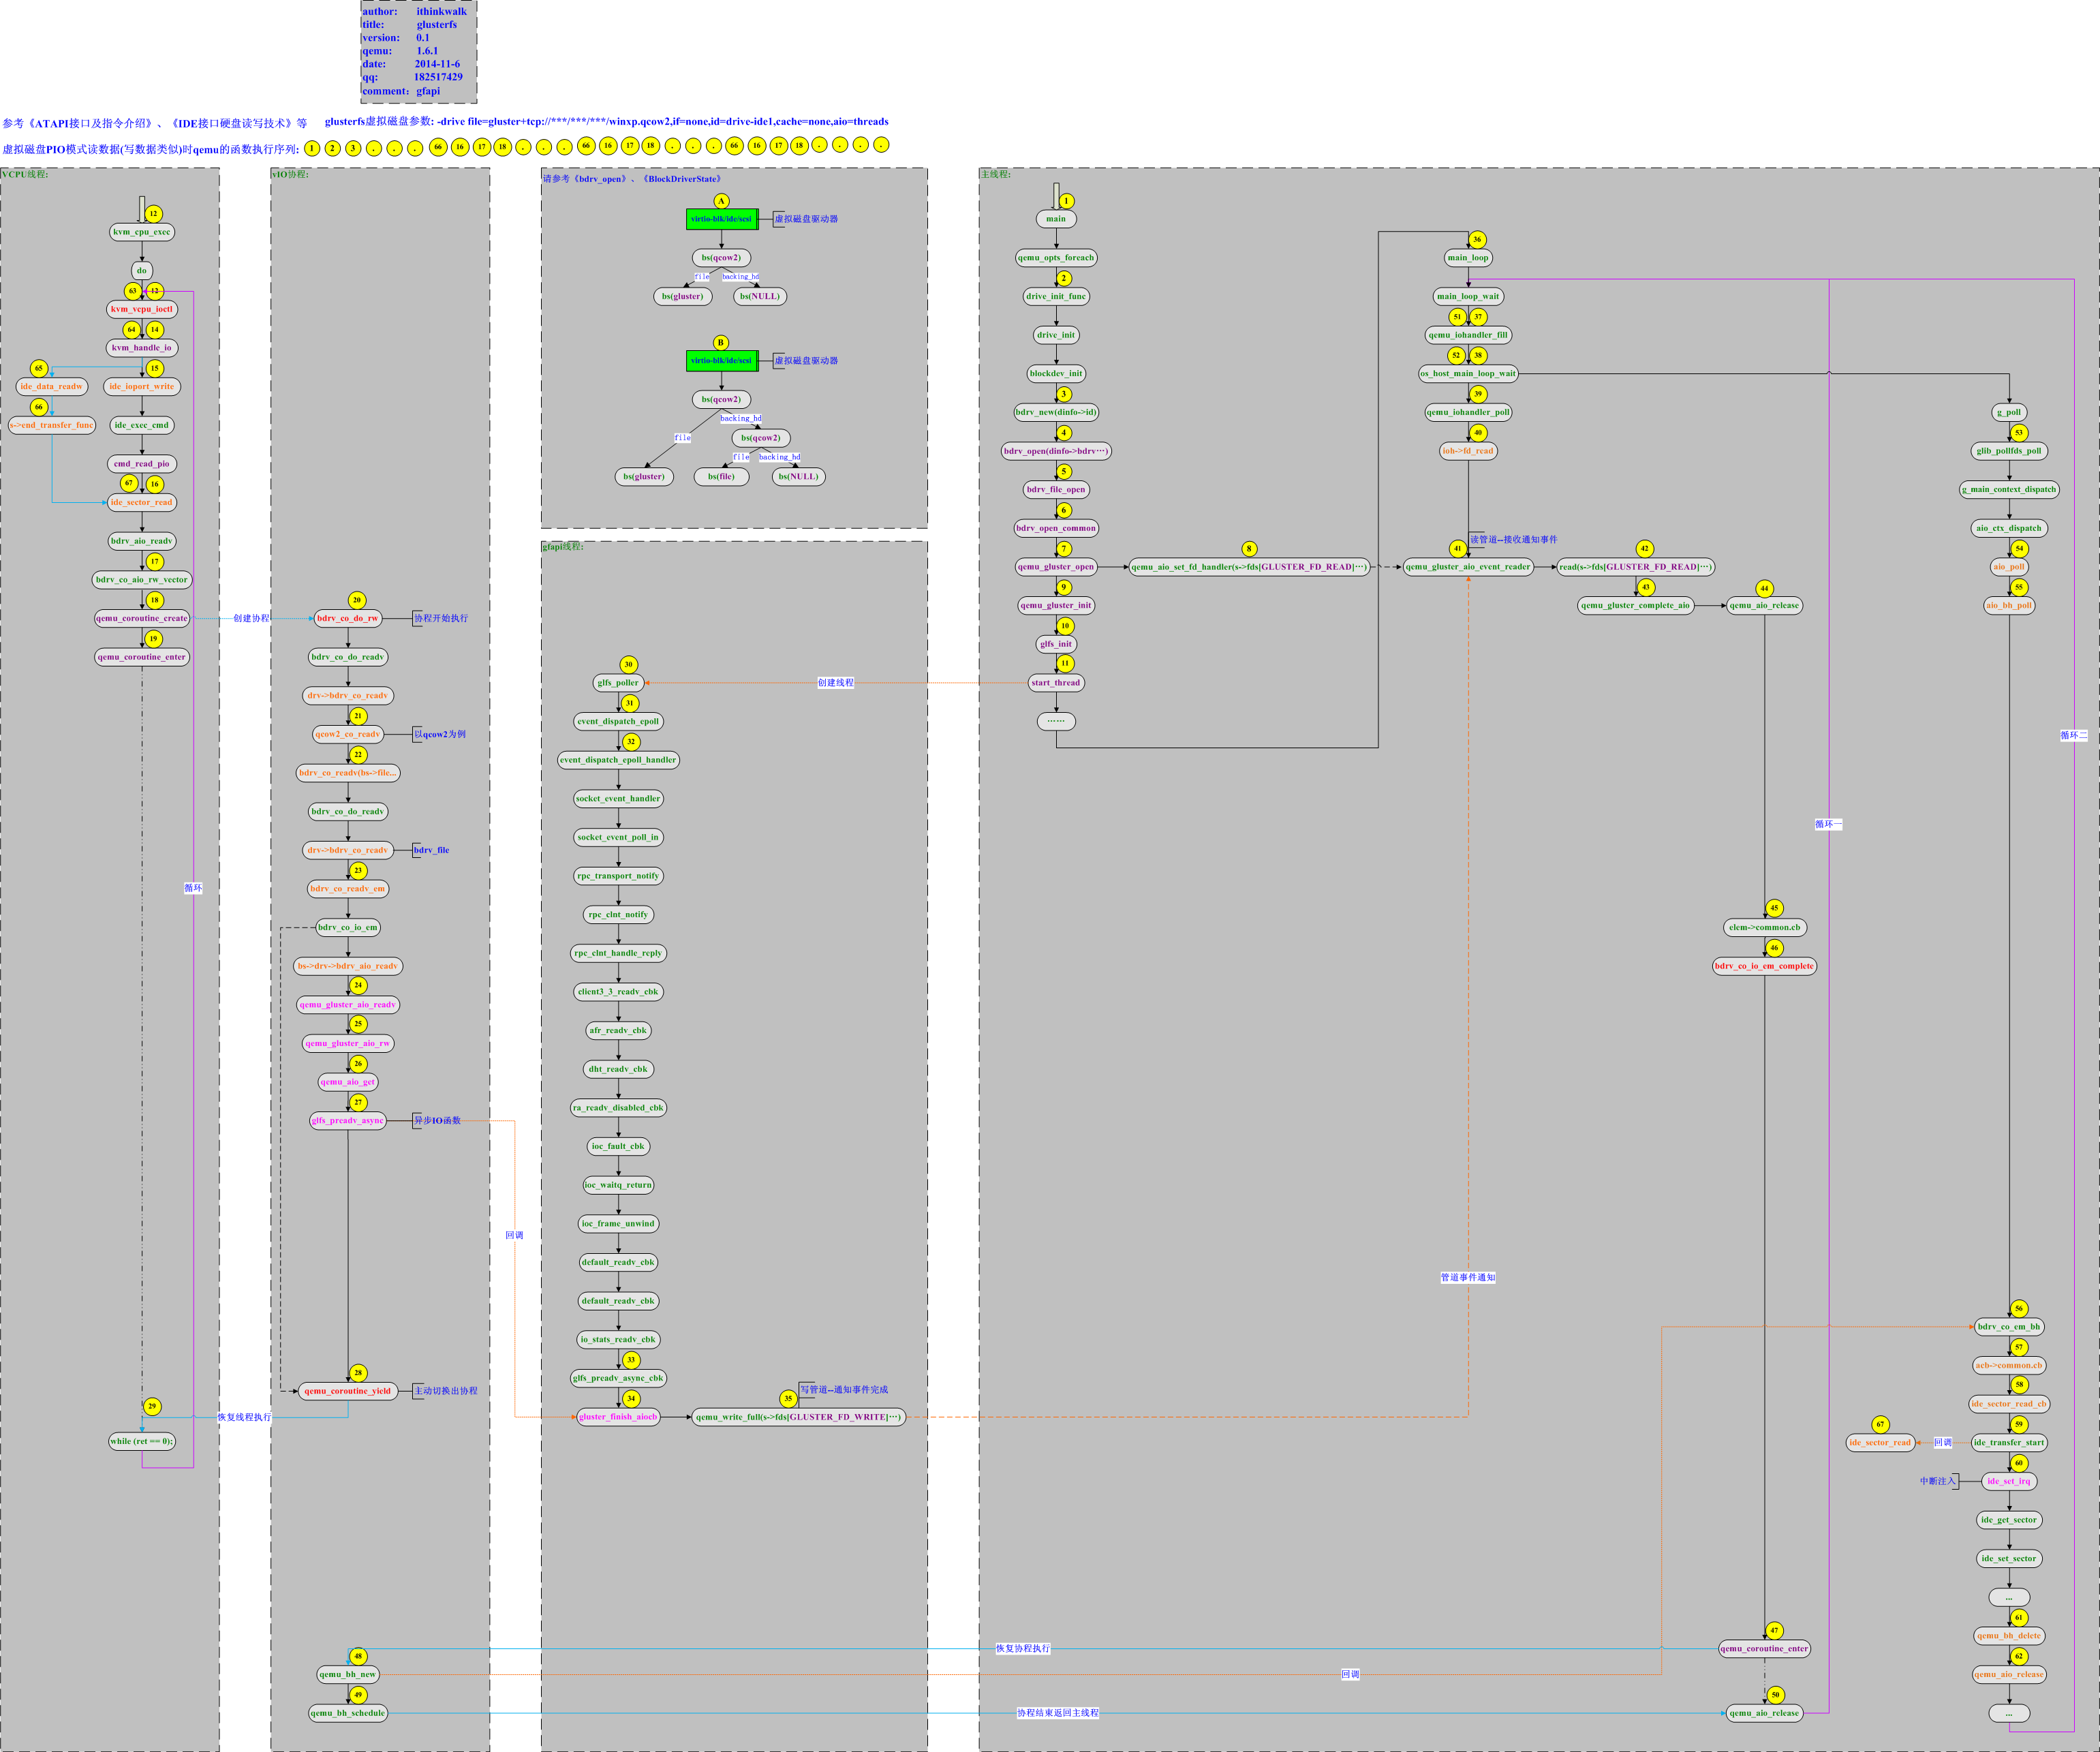 author: ithinkwalk
title: glusterfs
version: 0.1
qemu: 1.6.1
date: 2014-11-6
qq: 182517429
comment：gfapi
参考《ATAPI接口及指令介绍》、《IDE接口硬盘读写技术》等
glusterfs虚拟磁盘参数: -drive file=gluster+tcp://***/***/***/winxp.qcow2,if=none,id=drive-ide1,cache=none,aio=threads
虚拟磁盘PIO模式读数据(写数据类似)时qemu的函数执行序列: 1 2 3 . . . 66 16 17 18 . . . 66 16 17 18 . . . 66 16 17 18 . . . .
VCPU线程:
12
kvm_cpu_exec
do
63 12
kvm_vcpu_ioctl
64 14
kvm_handle_io
65 15
ide_data_readw
ide_ioport_write
66
s->end_transfer_func
ide_exec_cmd
cmd_read_pio
67 16
ide_sector_read
bdrv_aio_readv
17
bdrv_co_aio_rw_vector
18
qemu_coroutine_create
创建协程
19
qemu_coroutine_enter
循环
29
恢复线程执行
while (ret == 0);
vIO协程:
20
bdrv_co_do_rw
协程开始执行
bdrv_co_do_readv
drv->bdrv_co_readv
21
qcow2_co_readv
以qcow2为例
22
bdrv_co_readv(bs->file...
bdrv_co_do_readv
drv->bdrv_co_readv
bdrv_file
23
bdrv_co_readv_em
bdrv_co_io_em
bs->drv->bdrv_aio_readv
24
qemu_gluster_aio_readv
25
qemu_gluster_aio_rw
26
qemu_aio_get
27
glfs_preadv_async
异步IO函数
回调
28
qemu_coroutine_yield
主动切换出协程
48
qemu_bh_new
49
qemu_bh_schedule
请参考《bdrv_open》、《BlockDriverState》
A
virtio-blk/ide/scsi
虚拟磁盘驱动器
bs(qcow2)
file
backing_hd
bs(gluster)
bs(NULL)
B
virtio-blk/ide/scsi
虚拟磁盘驱动器
bs(qcow2)
backing_hd
file
bs(qcow2)
file
backing_hd
bs(gluster)
bs(file)
bs(NULL)
gfapi线程:
30
glfs_poller
创建线程
31
event_dispatch_epoll
32
event_dispatch_epoll_handler
socket_event_handler
socket_event_poll_in
rpc_transport_notify
rpc_clnt_notify
rpc_clnt_handle_reply
client3_3_readv_cbk
afr_readv_cbk
dht_readv_cbk
ra_readv_disabled_cbk
ioc_fault_cbk
ioc_waitq_return
ioc_frame_unwind
default_readv_cbk
default_readv_cbk
io_stats_readv_cbk
33
glfs_preadv_async_cbk
34
gluster_finish_aiocb
35
写管道--通知事件完成
qemu_write_full(s->fds[GLUSTER_FD_WRITE]…)
主线程:
1
main
qemu_opts_foreach
2
drive_init_func
drive_init
blockdev_init
3
bdrv_new(dinfo->id)
4
bdrv_open(dinfo->bdrv…)
5
bdrv_file_open
6
bdrv_open_common
7
qemu_gluster_open
8
qemu_aio_set_fd_handler(s->fds[GLUSTER_FD_READ]…)
9
qemu_gluster_init
10
glfs_init
11
start_thread
……
36
main_loop
main_loop_wait
51 37
qemu_iohandler_fill
52 38
os_host_main_loop_wait
39
qemu_iohandler_poll
40
ioh->fd_read
读管道--接收通知事件
41
qemu_gluster_aio_event_reader
42
read(s->fds[GLUSTER_FD_READ]…)
43
qemu_gluster_complete_aio
44
qemu_aio_release
管道事件通知
45
elem->common.cb
46
bdrv_co_io_em_complete
47
qemu_coroutine_enter
恢复协程执行
回调
50
qemu_aio_release
协程结束返回主线程
循环一
循环二
g_poll
53
glib_pollfds_poll
g_main_context_dispatch
aio_ctx_dispatch
54
aio_poll
55
aio_bh_poll
56
bdrv_co_em_bh
57
acb->common.cb
58
ide_sector_read_cb
67
ide_sector_read
回调
59
ide_transfer_start
60
中断注入
ide_set_irq
ide_get_sector
ide_set_sector
...
61
qemu_bh_delete
62
qemu_aio_release
...